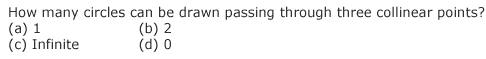 How many circles can be drawn passing through three collinear points?
(a) 1 (b) 2
(c) Infinite (d) 0